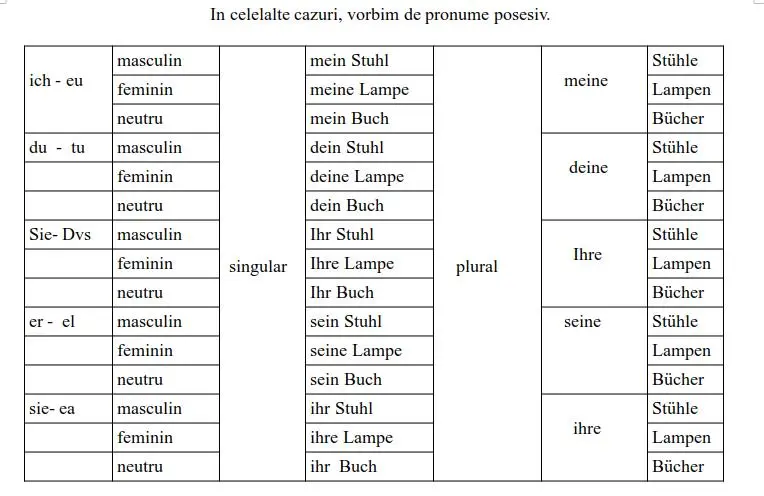 In celelalte cazuri, vorbim de pronume posesiv.
ich - eu masculin mein Stuhl meine Stühle
feminin meine Lampe Lampen
neutru mein Buch Bücher
du - tu masculin dein Stuhl deine Stühle
feminin deine Lampe Lampen
neutru dein Buch Bücher
Sie- Dvs masculin Ihr Stuhl Ihre Stühle
feminin singular Ihre Lampe plural Lampen
neutru Ihr Buch Bücher
er - el masculin sein Stuhl seine Stühle
feminin seine Lampe Lampen
neutru sein Buch Bücher
sie- ea masculin ihr Stuhl ihre Stühle
feminin ihre Lampe Lampen
neutru ihr Buch Bücher